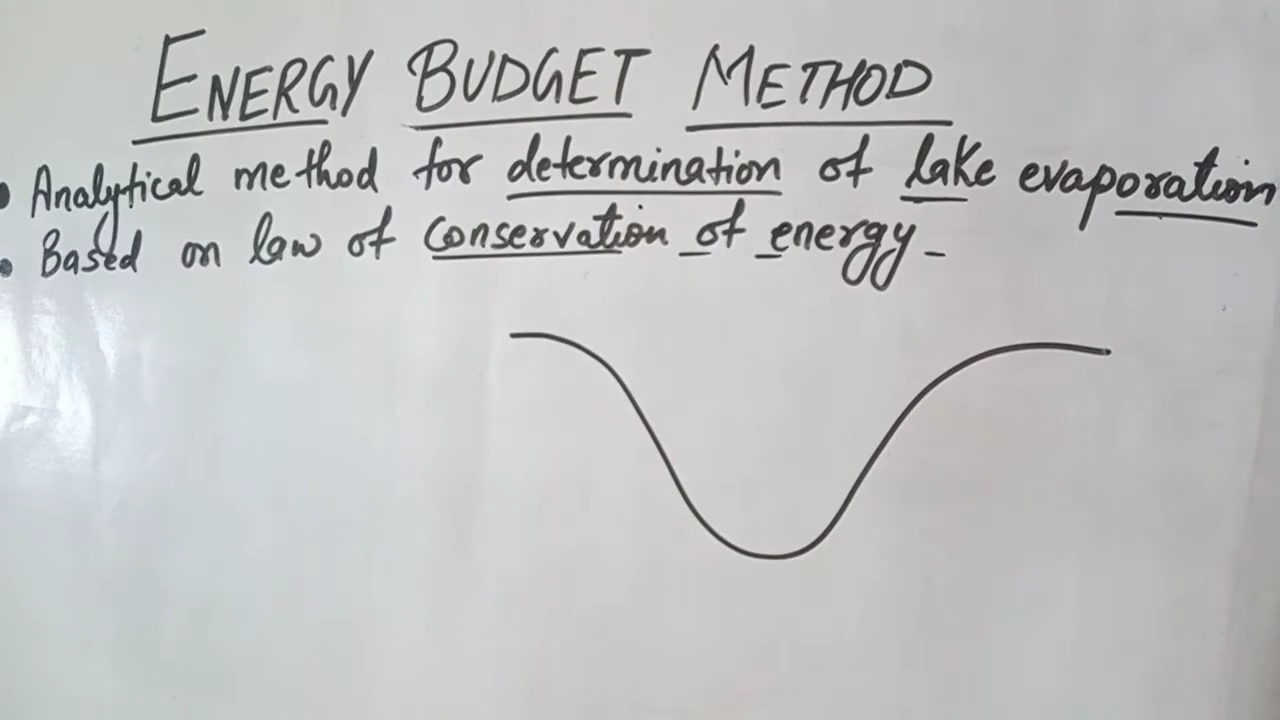 ENERGY BUDGET METHOD
• Analytical method for determination of lake evaporation
• Based on law of conservation of energy -